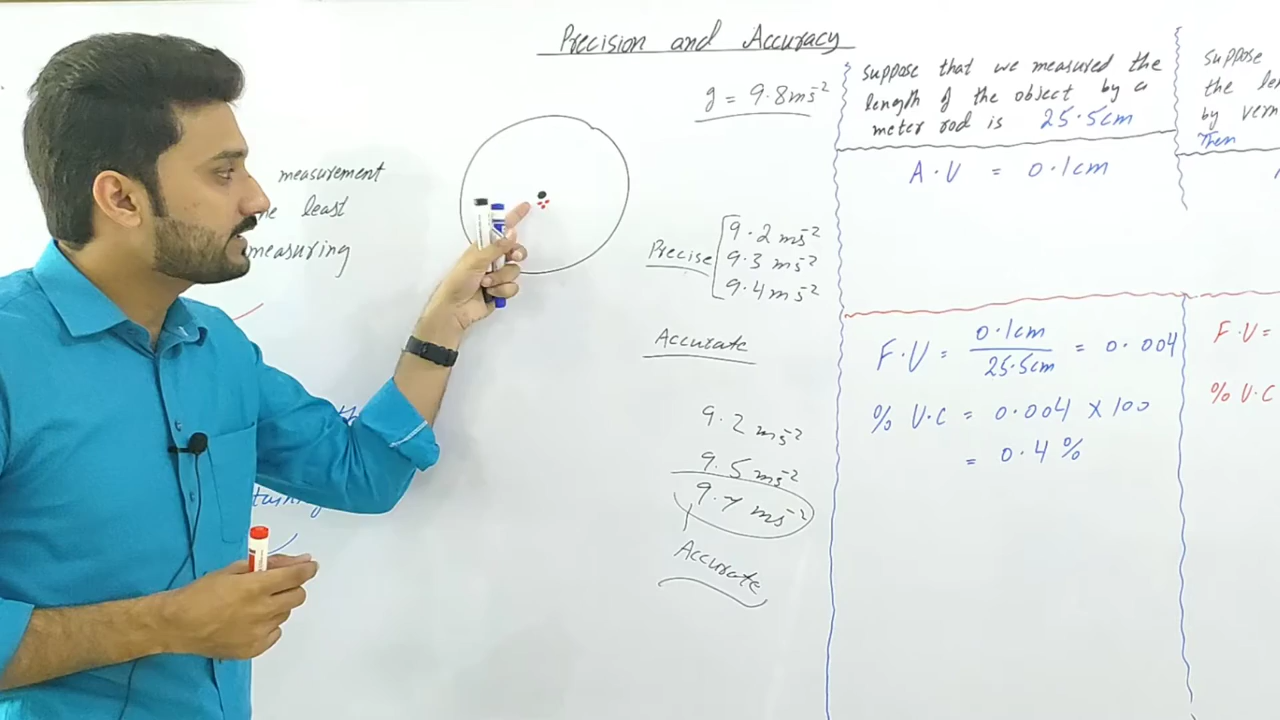 Precision and Accuracy
measurement
least
measuring
g = 9.8ms⁻²
Precise
9.2 ms⁻²
9.3 ms⁻²
9.4 ms⁻²
Accurate
9.2 ms⁻²
9.5 ms⁻²
9.7 ms⁻²
Accurate
suppose that we measured the
length of the object by a
meter rod is 25.5cm
A.U = 0.1cm
F.U = 0.1cm / 25.5cm = 0.004
% U.C = 0.004 × 100
= 0.4 %
suppose
the
by
Then
F.U =
% U.C